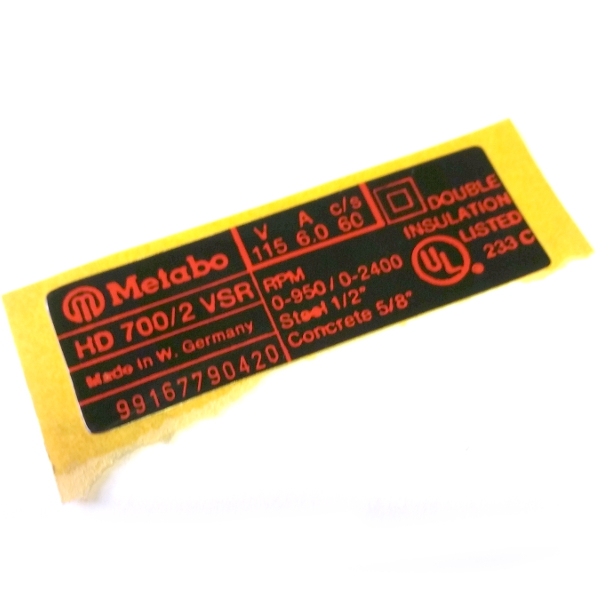 Metabo
HD 700/2 VSR
Made in W. Germany
99167790420
V A c/s
115 6.0 60
RPM
0-950/0-2400
Steel 1/2"
Concrete 5/8"
DOUBLE
INSULATION
LISTED
UL ® 233 C